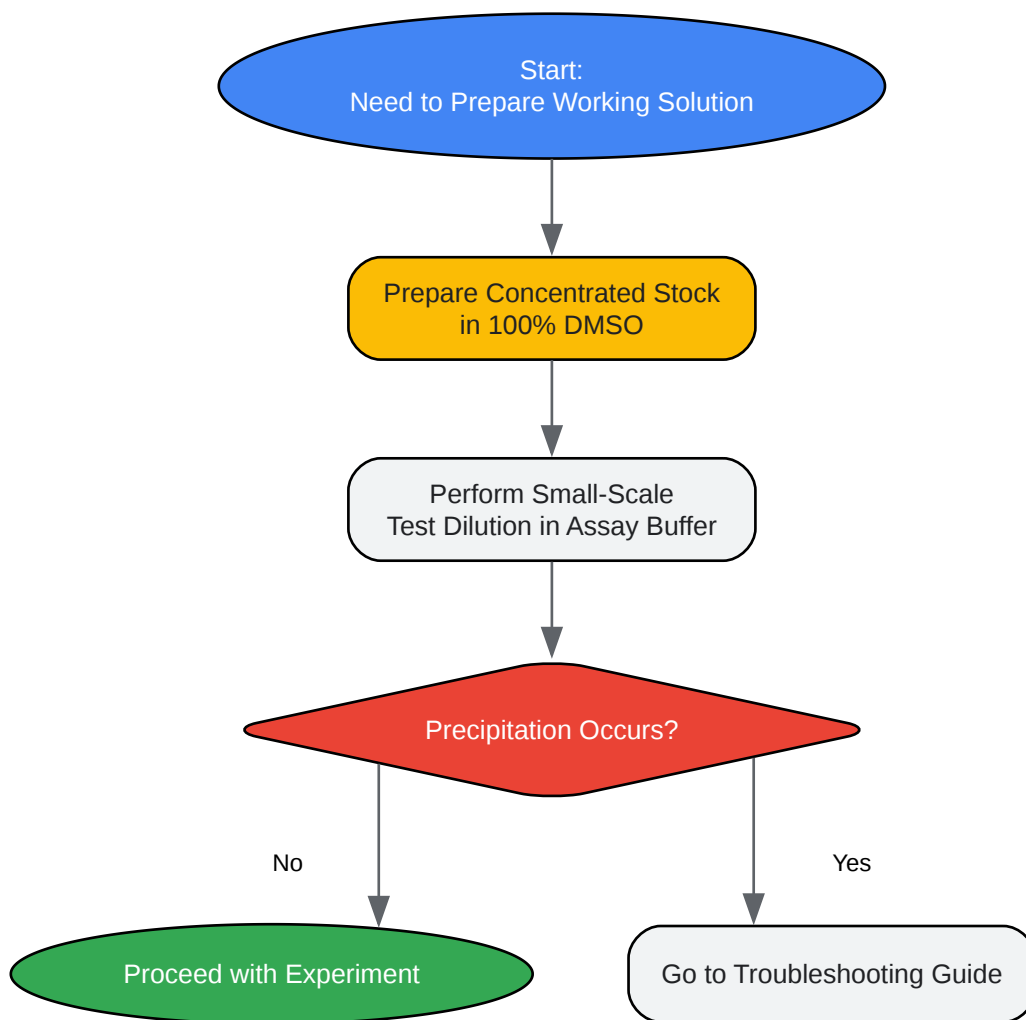 Start:
Need to Prepare Working Solution
Prepare Concentrated Stock
in 100% DMSO
Perform Small-Scale
Test Dilution in Assay Buffer
Precipitation Occurs?
No
Yes
Proceed with Experiment
Go to Troubleshooting Guide